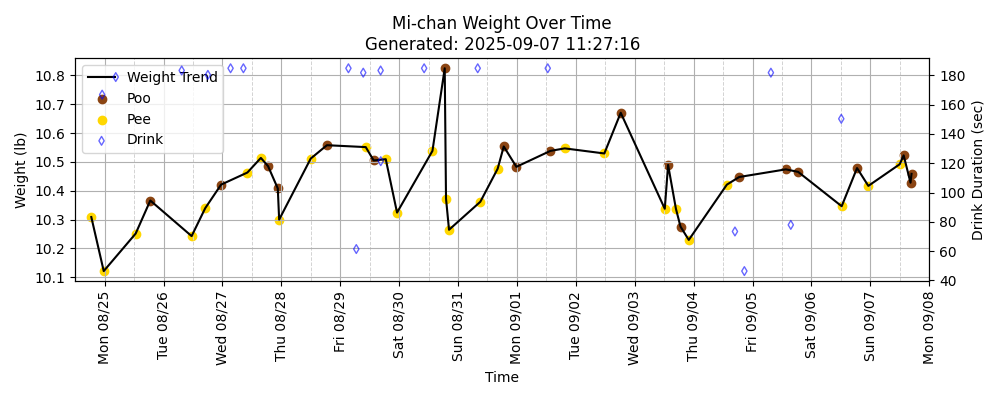 Mi-chan Weight Over Time
Generated: 2025-09-07 11:27:16
Weight (lb)
10.8
10.7
10.6
10.5
10.4
10.3
10.2
10.1
Weight Trend
Poo
Pee
Drink
180
160
140
120
100
80
60
40
Drink Duration (sec)
Mon 08/25
Tue 08/26
Wed 08/27
Thu 08/28
Fri 08/29
Sat 08/30
Sun 08/31
Mon 09/01
Tue 09/02
Wed 09/03
Thu 09/04
Fri 09/05
Sat 09/06
Sun 09/07
Mon 09/08
Time